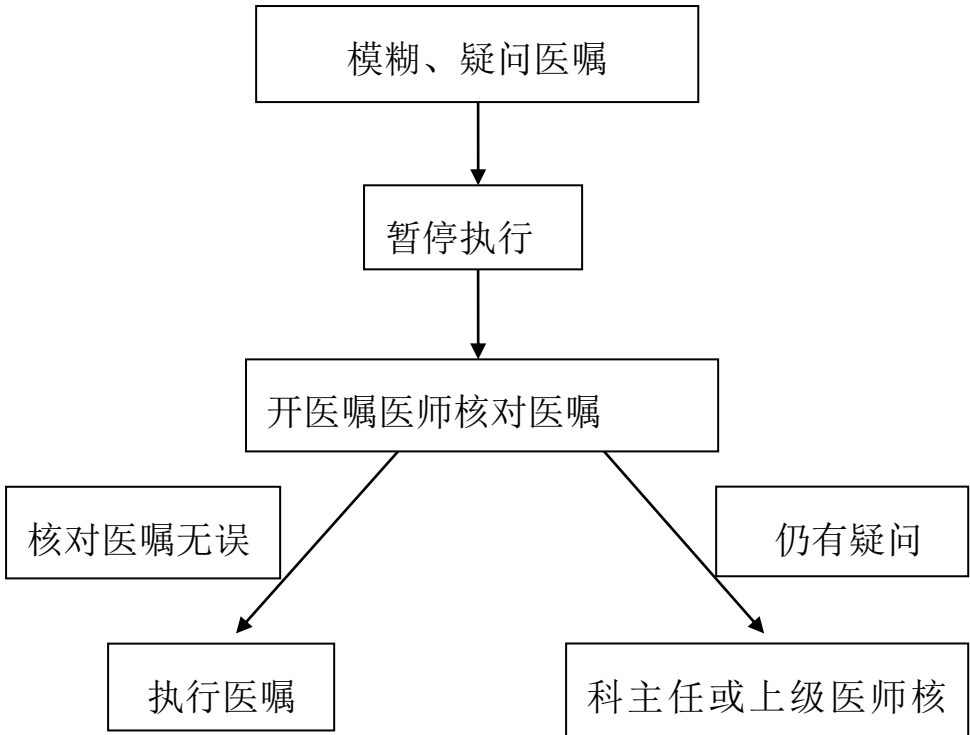 模糊、疑问医嘱
暂停执行
开医嘱医师核对医嘱
核对医嘱无误
仍有疑问
执行医嘱
科主任或上级医师核